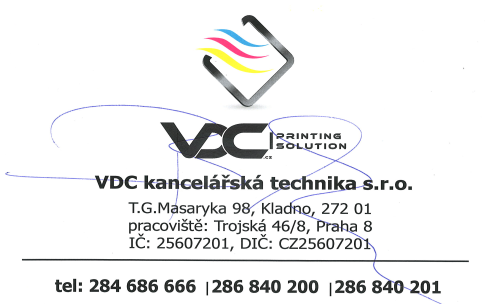 VDC PRINTING
.cz SOLUTION
VDC kancelářská technika s.r.o.
T.G.Masaryka 98, Kladno, 272 01
pracoviště: Trojská 46/8, Praha 8
IČ: 25607201, DIČ: CZ25607201
tel: 284 686 666 |286 840 200 |286 840 201